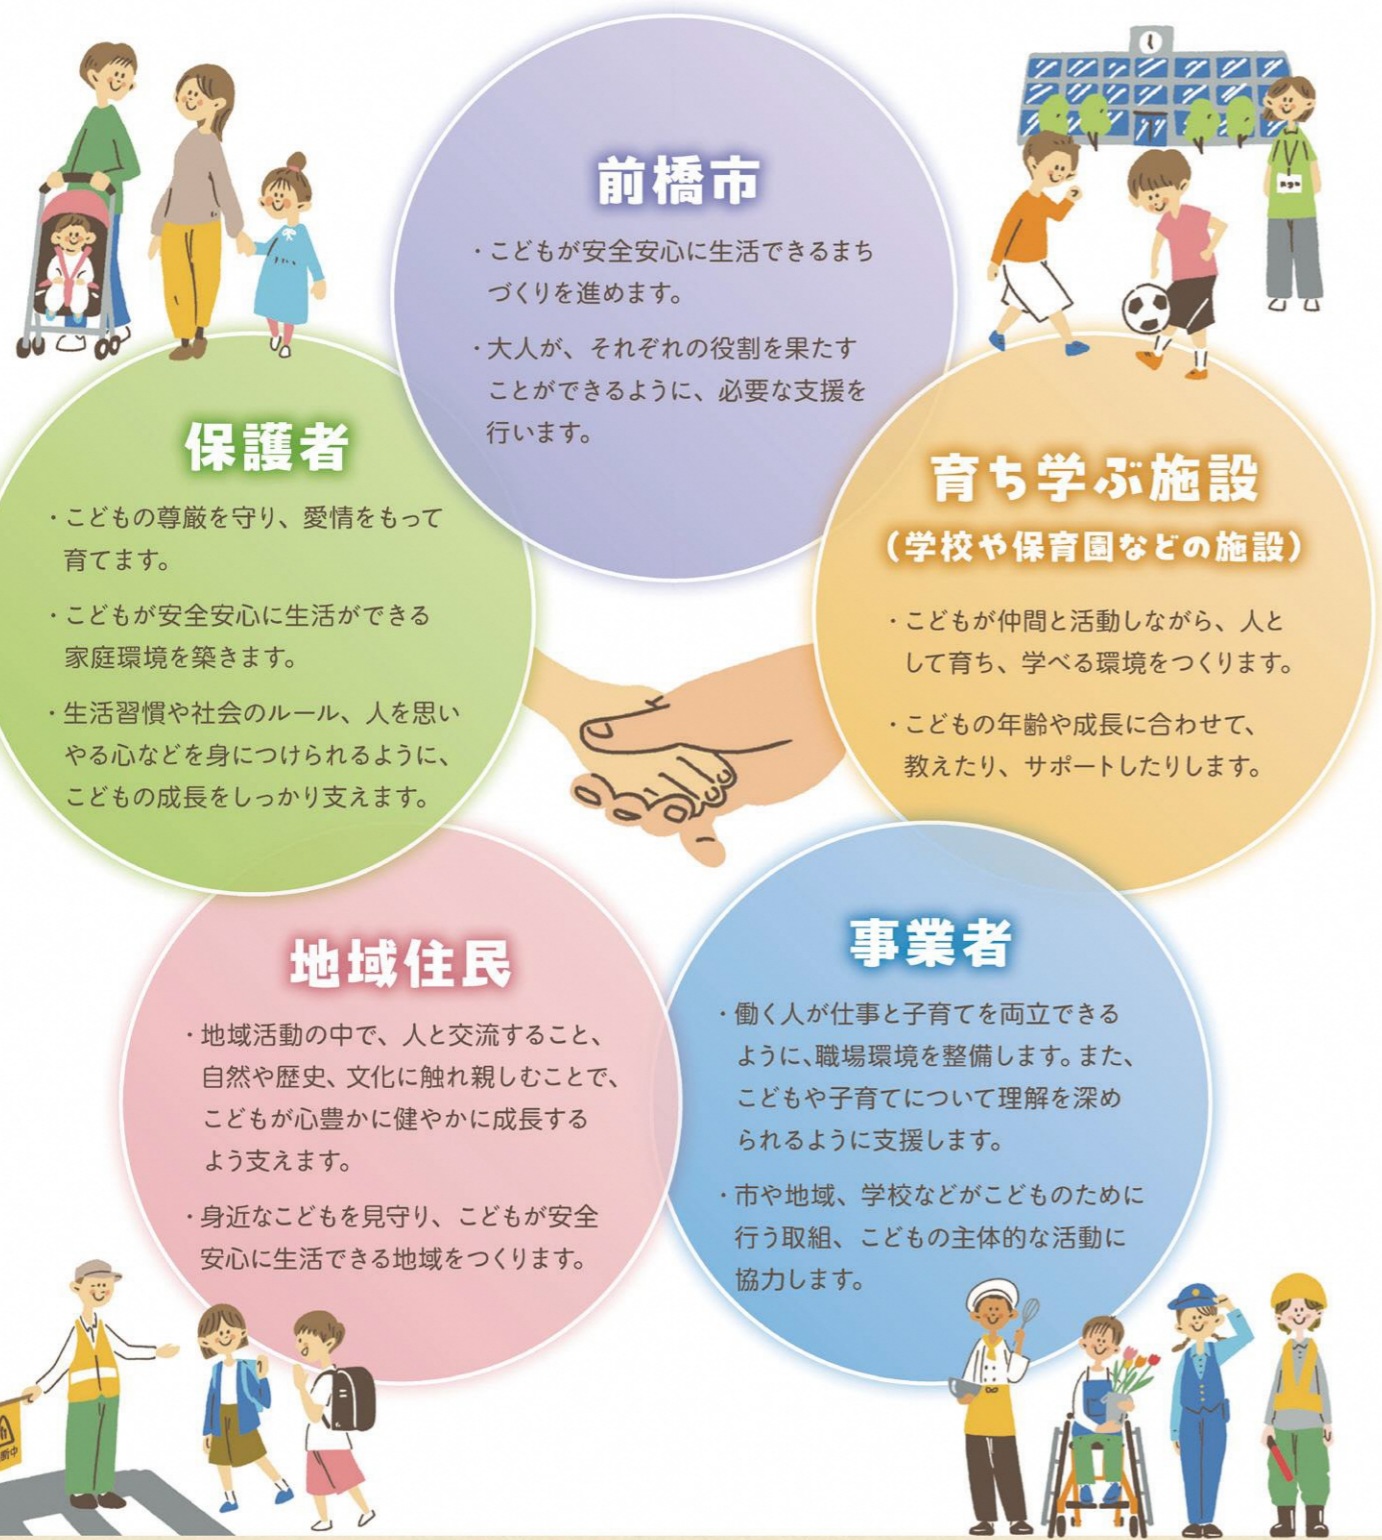 前橋市
・こどもが安全安心に生活できるまち
づくりを進めます。
・大人が、それぞれの役割を果たす
ことができるように、必要な支援を
行います。
保護者
・こどもの尊厳を守り、愛情をもって
育てます。
・こどもが安全安心に生活ができる
家庭環境を築きます。
・生活習慣や社会のルール、人を思い
やる心などを身につけられるように、
こどもの成長をしっかり支えます。
育ち学ぶ施設
（学校や保育園などの施設）
・こどもが仲間と活動しながら、人と
して育ち、学べる環境をつくります。
・こどもの年齢や成長に合わせて、
教えたり、サポートしたりします。
地域住民
・地域活動の中で、人と交流すること、
自然や歴史、文化に触れ親しむことで、
こどもが心豊かに健やかに成長する
よう支えます。
・身近なこどもを見守り、こどもが安全
安心に生活できる地域をつくります。
事業者
・働く人が仕事と子育てを両立できる
ように、職場環境を整備します。また、
こどもや子育てについて理解を深め
られるように支援します。
・市や地域、学校などがこどものために
行う取組、こどもの主体的な活動に
協力します。